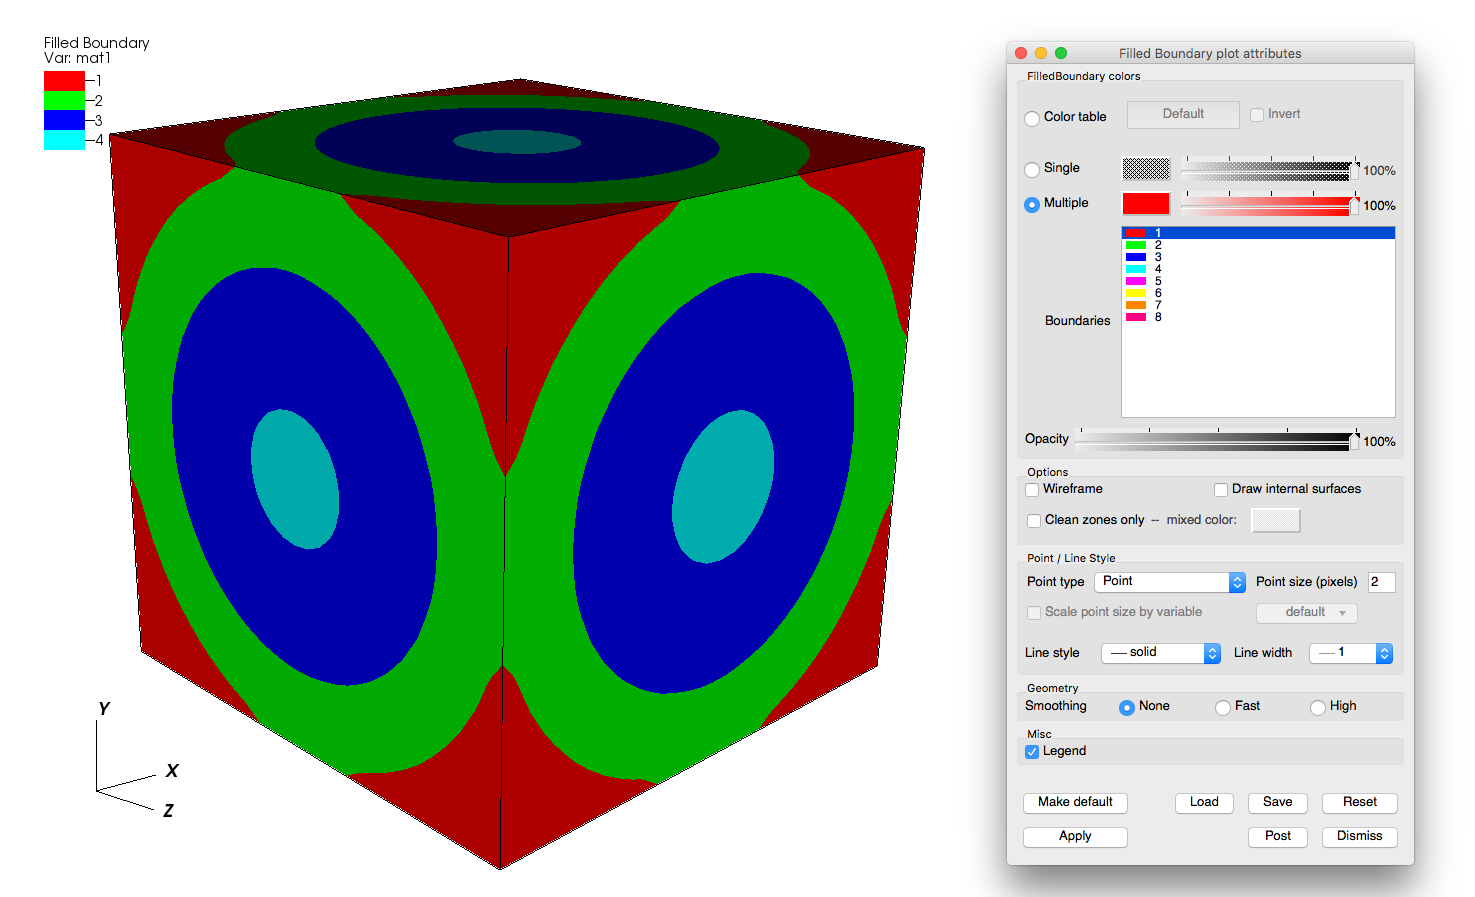 Filled Boundary
Var: mat1
1
2
3
4
Y
X
Z
Filled Boundary plot attributes
FilledBoundary colors
Color table Default Invert
Single 100%
Multiple 100%
1
2
3
4
5
6
7
8
Boundaries
Opacity 100%
Options
Wireframe Draw internal surfaces
Clean zones only -- mixed color:
Point / Line Style
Point type Point Point size (pixels) 2
Scale point size by variable default
Line style solid Line width 1
Geometry
Smoothing None Fast High
Misc
Legend
Make default Load Save Reset
Apply Post Dismiss